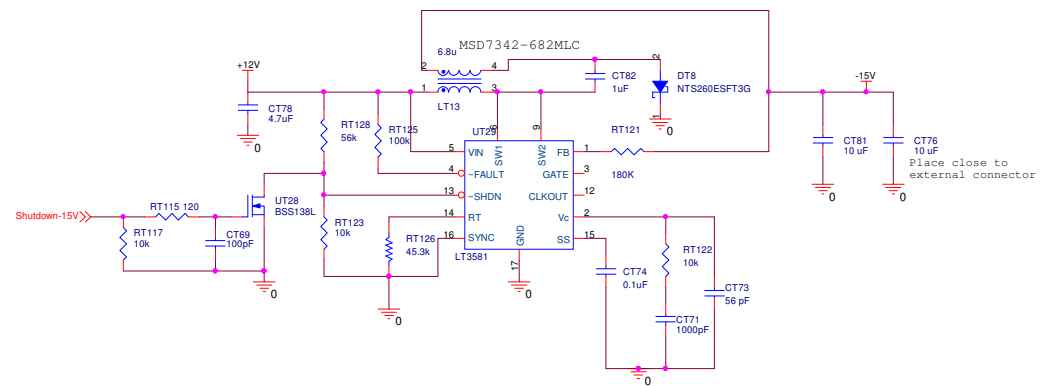 MSD7342-682MLC
6.8u
2
4
2
+12V
CT82
1uF
DT8
NTS260ESFT3G
-15V
1
3
LT13
1
0
CT78
4.7uF
0
RT128
56k
RT125
100k
UT29
6
9
SW1
SW2
RT121
180K
CT81
10 uF
CT76
10 uF
Place close to
external connector
0
0
5
VIN
FB
1
4
~FAULT
GATE
3
13
~SHDN
CLKOUT
12
14
RT
Vc
2
16
SYNC
SS
15
GND
17
LT3581
0
UT28
BSS138L
Shutdown-15V
RT115 120
RT117
10k
CT69
100pF
0
RT123
10k
RT126
45.3k
0
CT74
0.1uF
RT122
10k
CT73
56 pF
CT71
1000pF
0